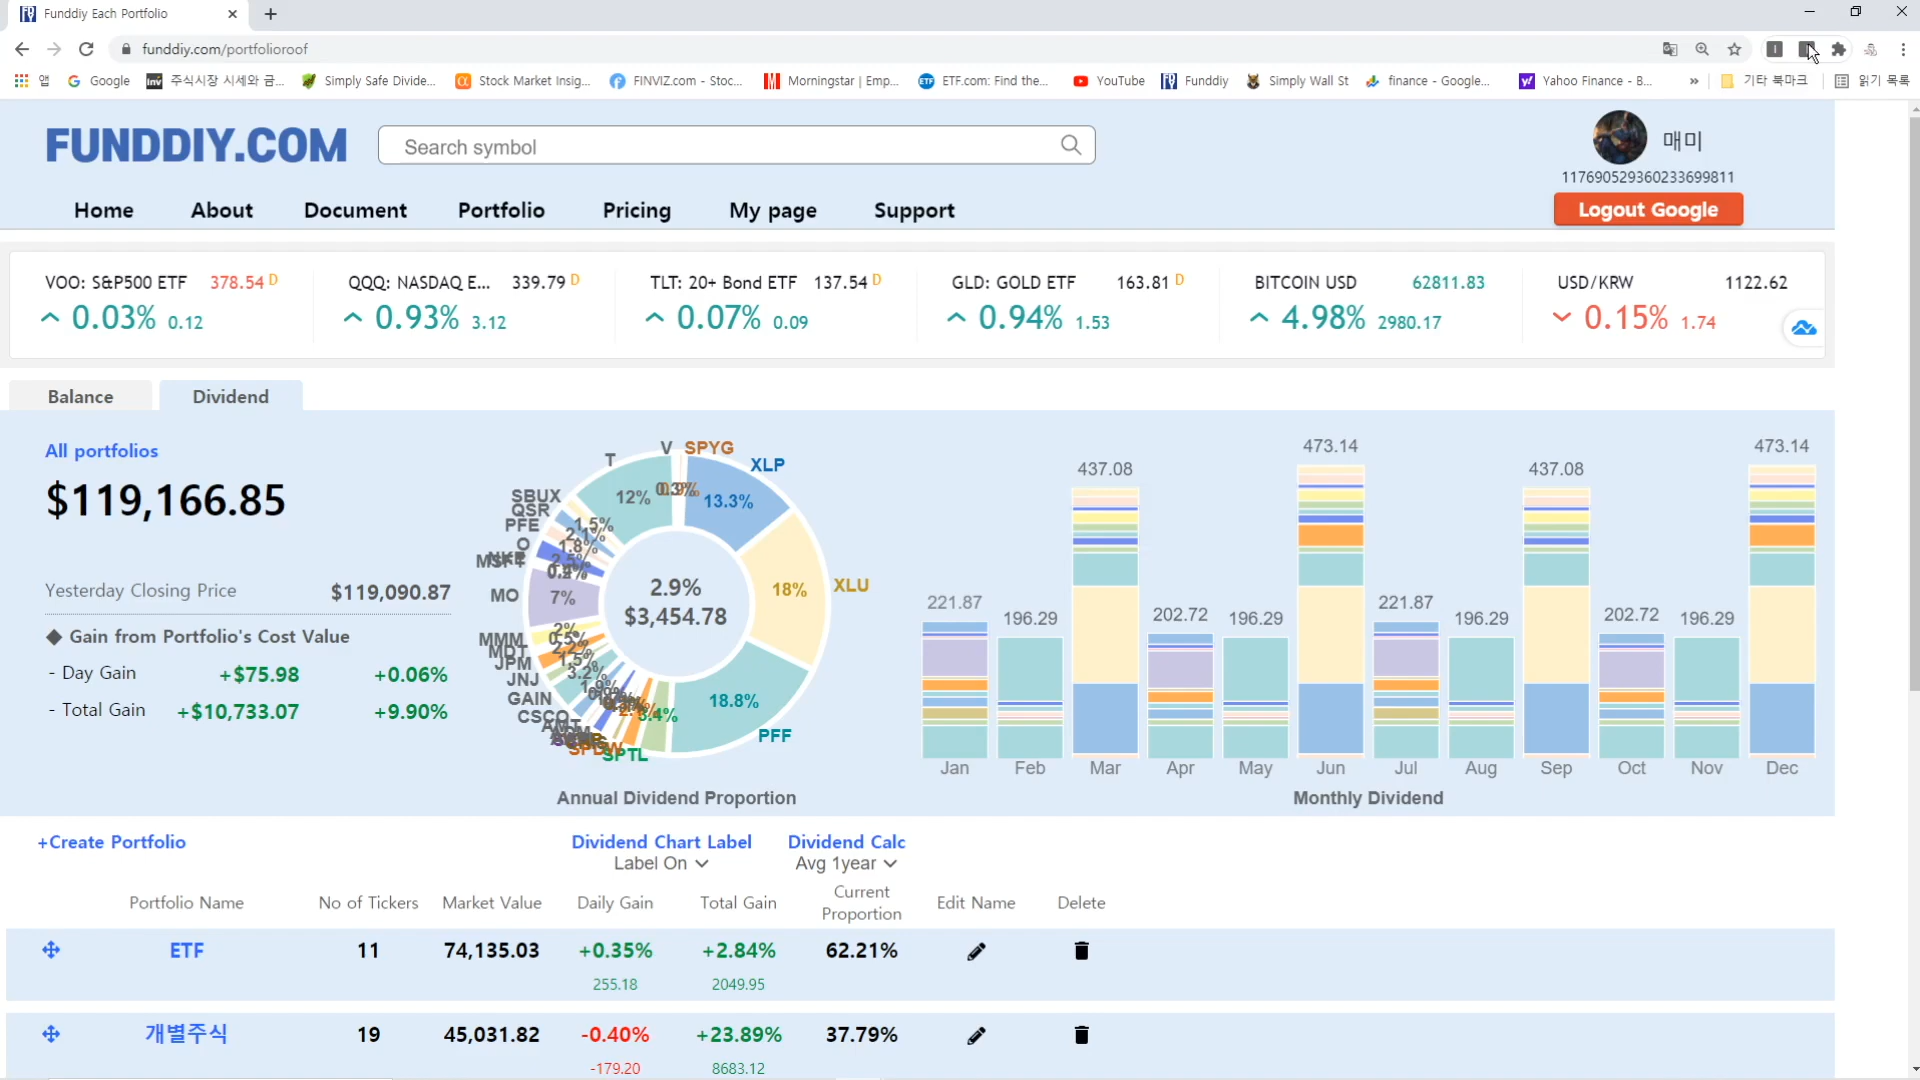 Funddiy Each Portfolio
funddiy.com/portfolioroof
앱
Google
주식시장 시세와 금...
Simply Safe Divide...
Stock Market Insig...
FINVIZ.com - Stoc...
Morningstar | Emp...
ETF.com: Find the...
YouTube
Funddiy
Simply Wall St
finance - Google...
Yahoo Finance - B...
»
기타 북마크
읽기 목록
FUNDDIY.COM
Search symbol
매미
117690529360233699811
Home
About
Document
Portfolio
Pricing
My page
Support
Logout Google
VOO: S&P500 ETF 378.54 D
0.03% 0.12
QQQ: NASDAQ E... 339.79 D
0.93% 3.12
TLT: 20+ Bond ETF 137.54 D
0.07% 0.09
GLD: GOLD ETF 163.81 D
0.94% 1.53
BITCOIN USD 62811.83
4.98% 2980.17
USD/KRW 1122.62
0.15% 1.74
Balance
Dividend
All portfolios
$119,166.85
Yesterday Closing Price $119,090.87
◆ Gain from Portfolio's Cost Value
- Day Gain +$75.98 +0.06%
- Total Gain +$10,733.07 +9.90%
V
SPYG
XLP
T
SBUX
QSR
PFE
O
MSFT
MO
XLU
MMM
MDT
JPM
JNJ
GAIN
CSCO
PFF
SPTL
12%
13.3%
18%
18.8%
7%
3.2%
2.9%
$3,454.78
Annual Dividend Proportion
221.87
196.29
437.08
202.72
196.29
473.14
221.87
196.29
437.08
202.72
196.29
473.14
Jan
Feb
Mar
Apr
May
Jun
Jul
Aug
Sep
Oct
Nov
Dec
Monthly Dividend
+Create Portfolio
Dividend Chart Label
Label On
Dividend Calc
Avg 1year
Portfolio Name
No of Tickers
Market Value
Daily Gain
Total Gain
Current
Proportion
Edit Name
Delete
ETF 11 74,135.03 +0.35% +2.84% 62.21%
255.18 2049.95
개별주식 19 45,031.82 -0.40% +23.89% 37.79%
-179.20 8683.12